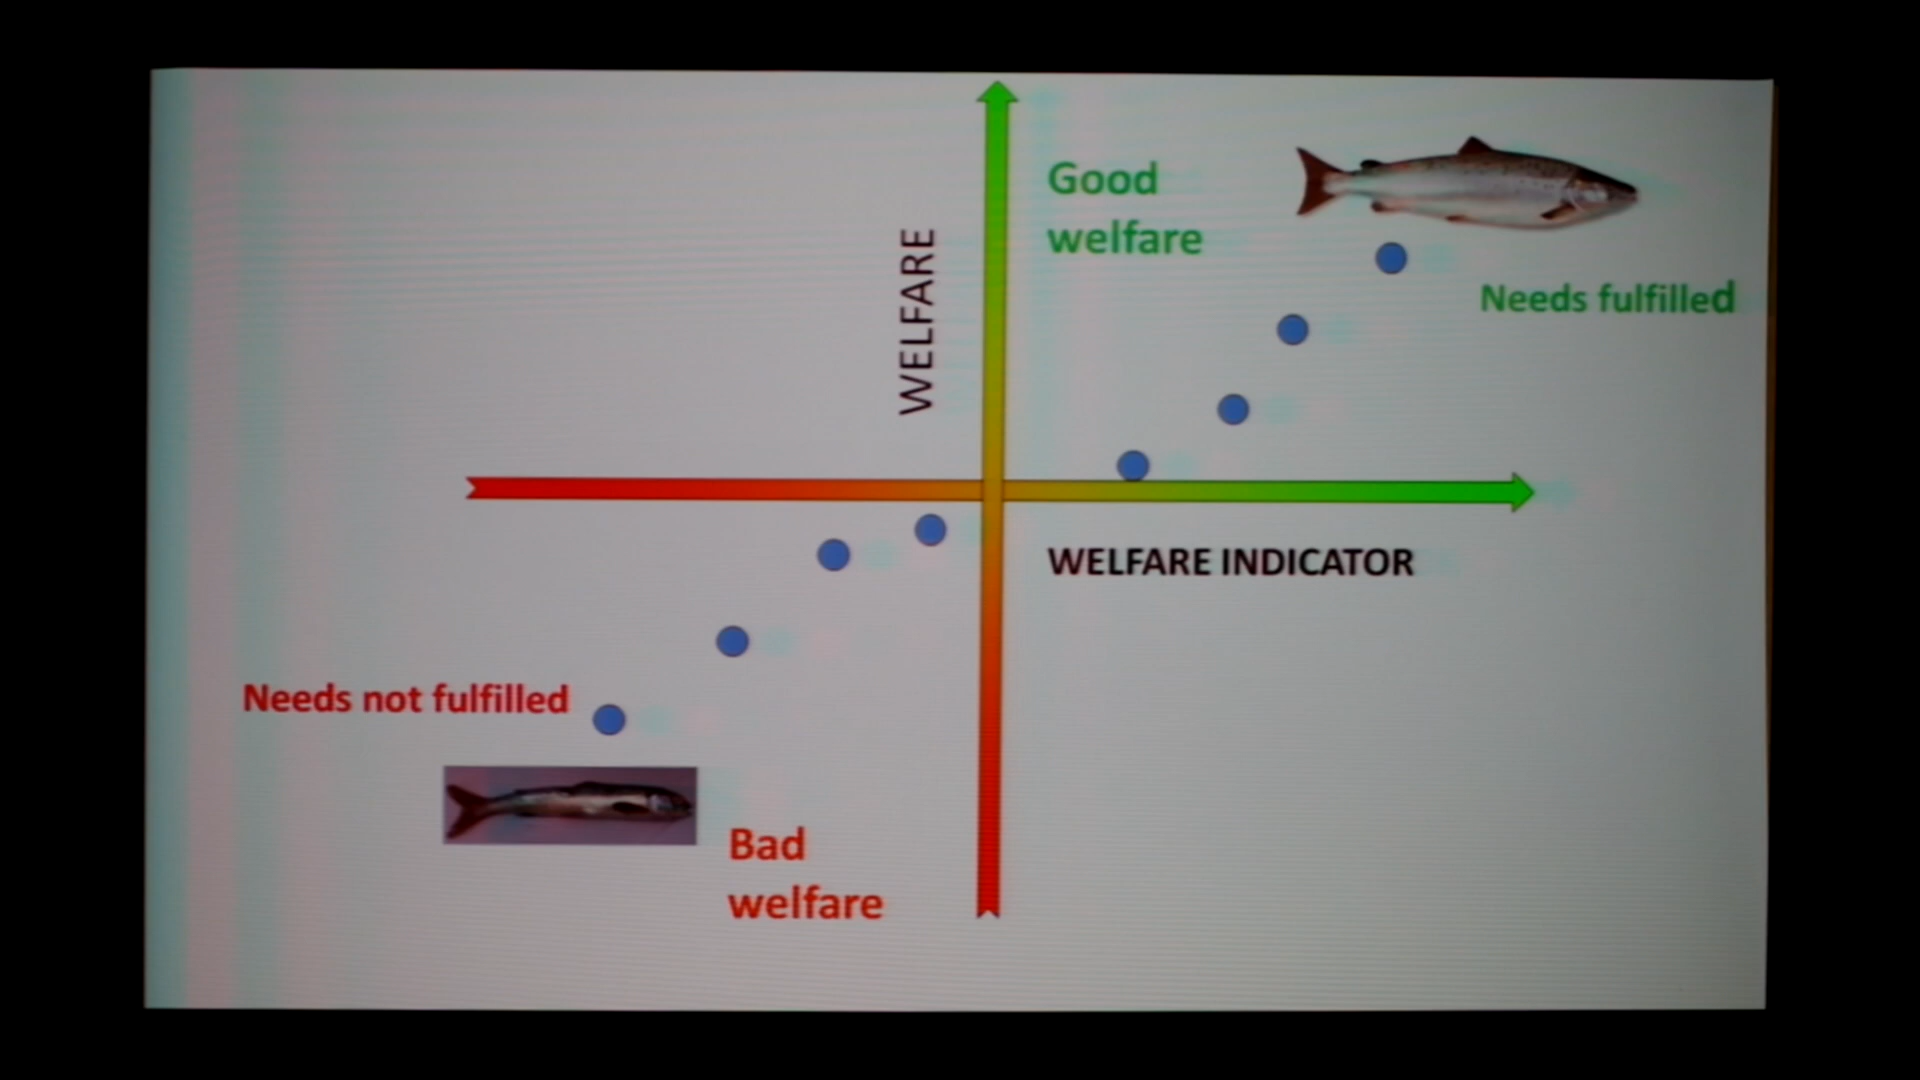 Good
welfare
WELFARE
Needs fulfilled
WELFARE INDICATOR
Needs not fulfilled
Bad
welfare